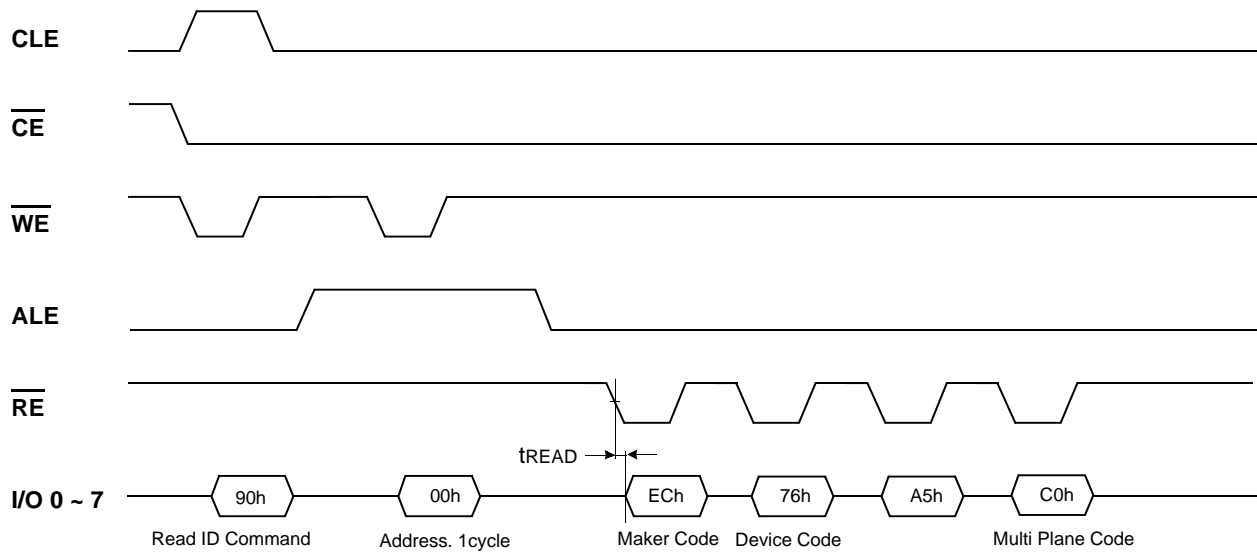 CLE
CE
WE
ALE
RE
tREAD
I/O 0 ~ 7
90h
00h
ECh
76h
A5h
C0h
Read ID Command
Address. 1cycle
Maker Code
Device Code
Multi Plane Code